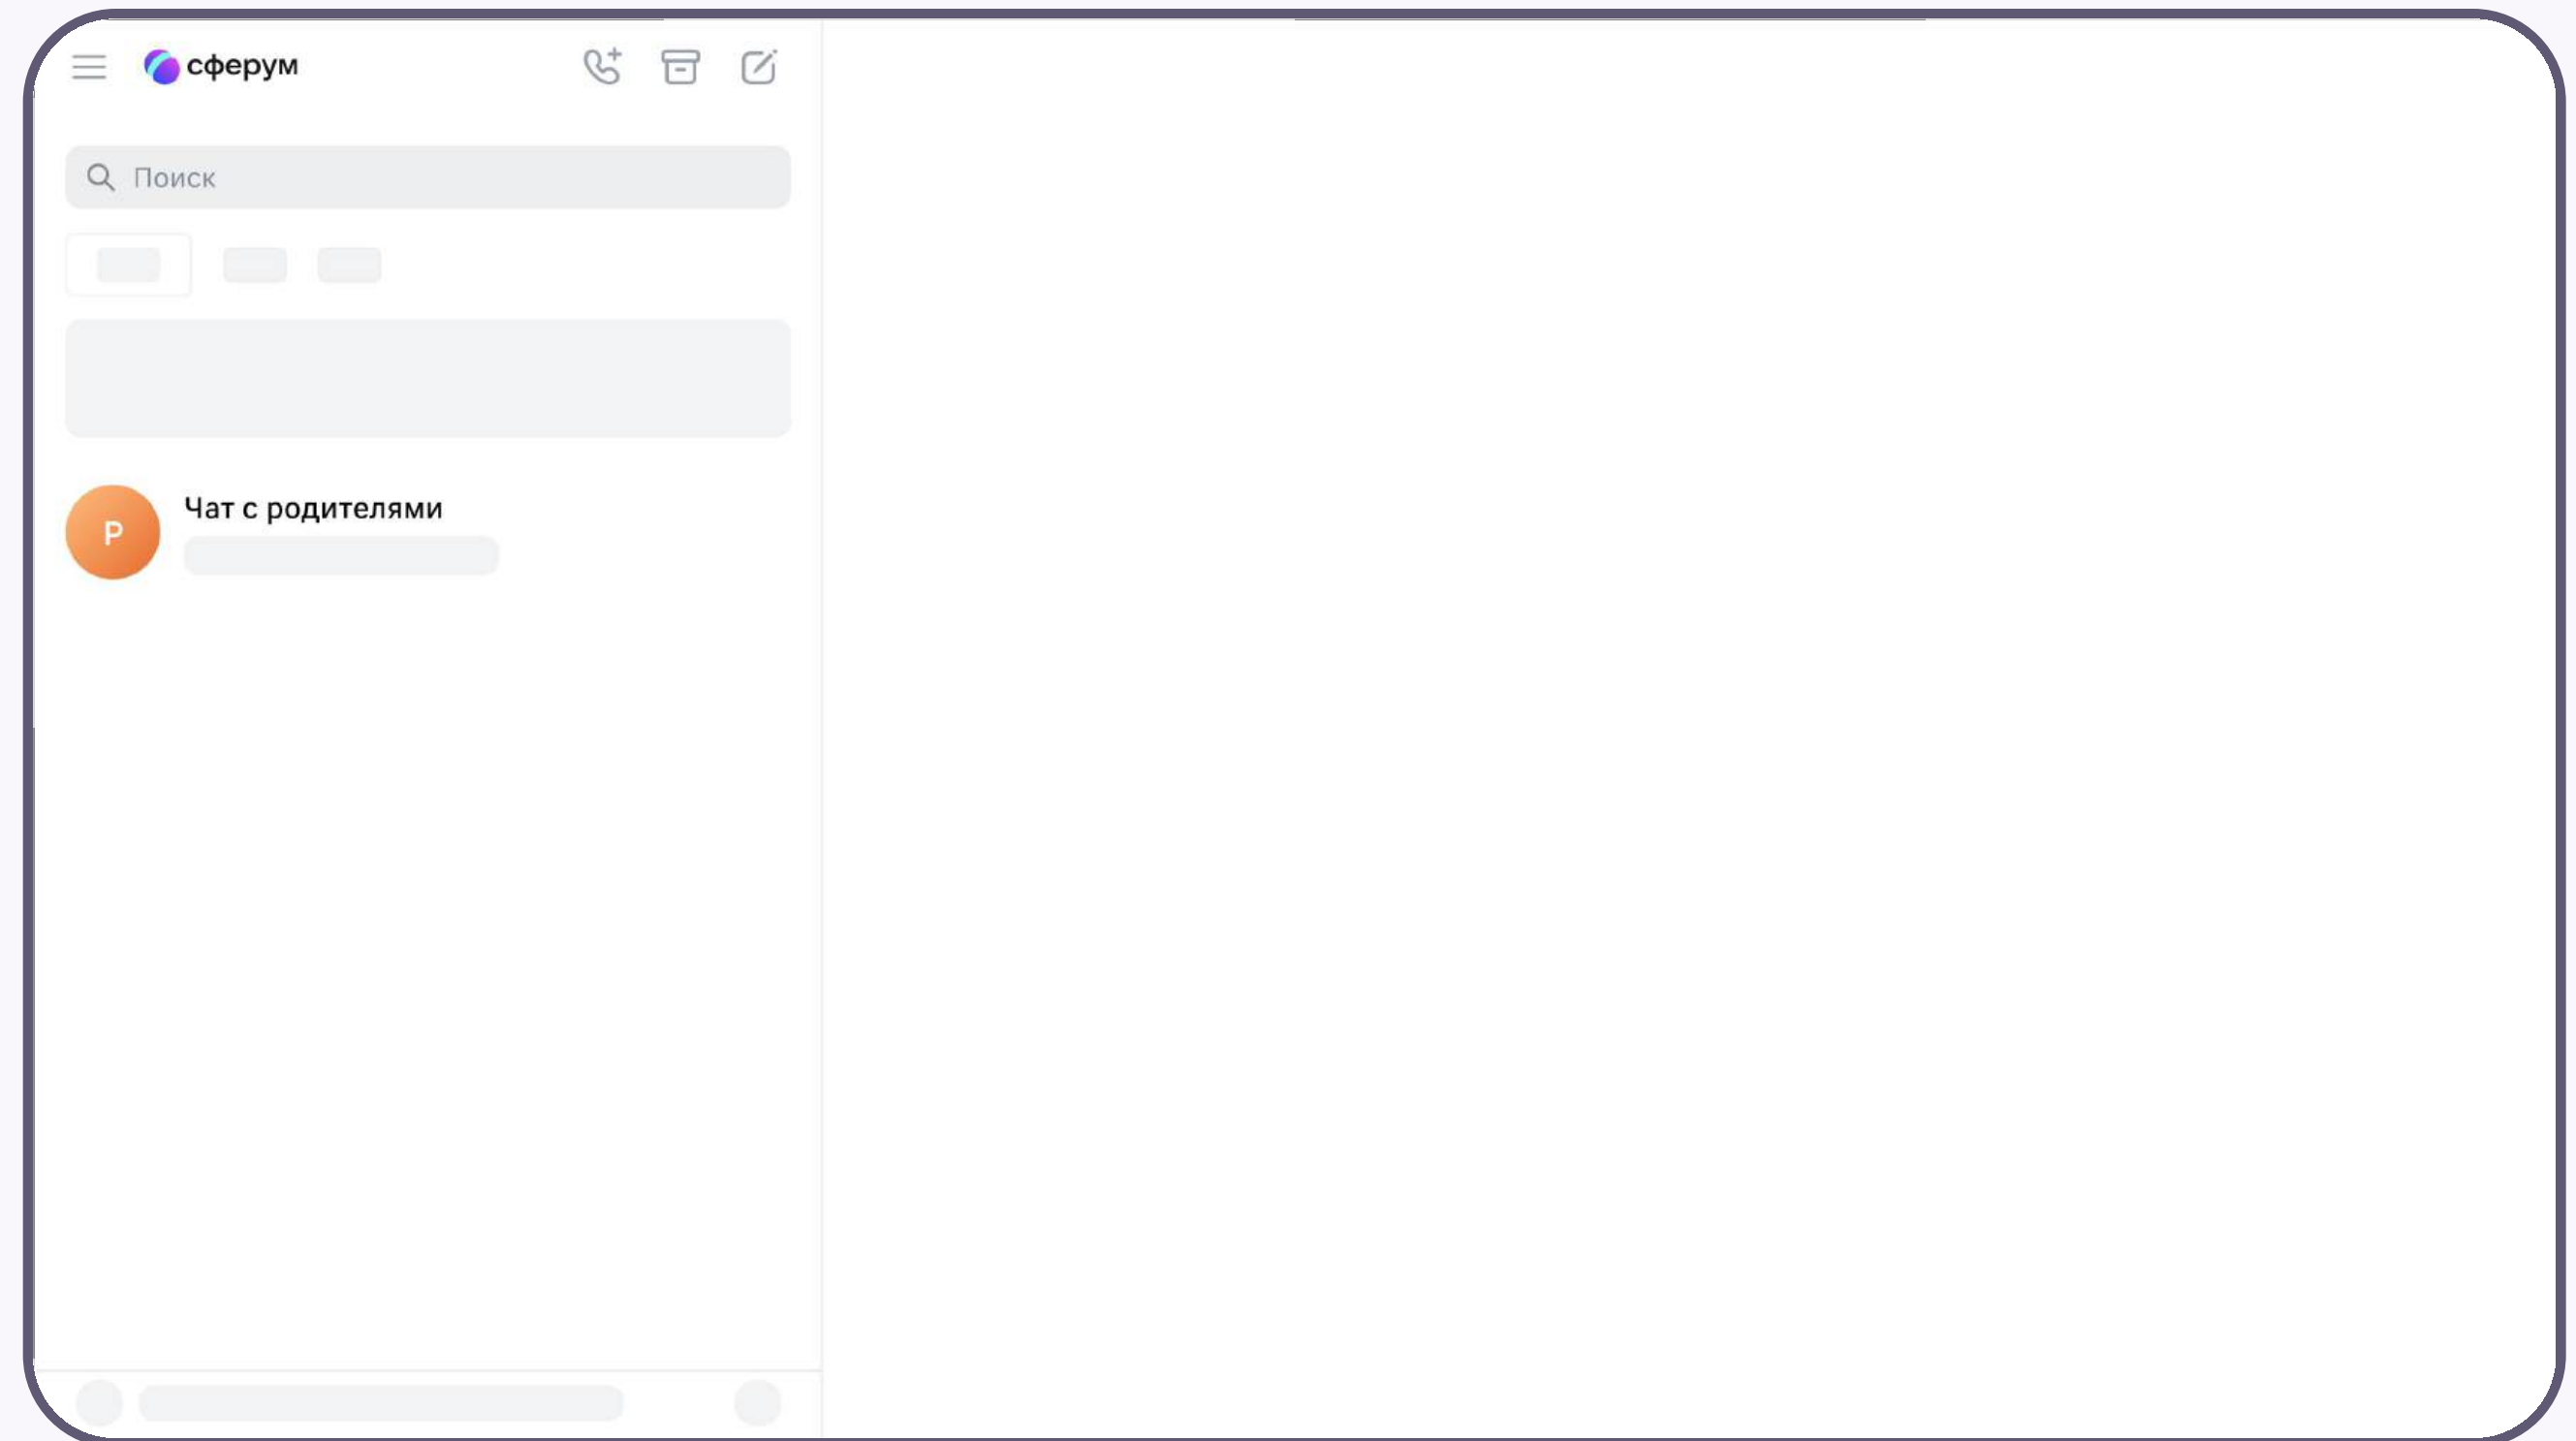 сферум
Поиск
Р
Чат с родителями